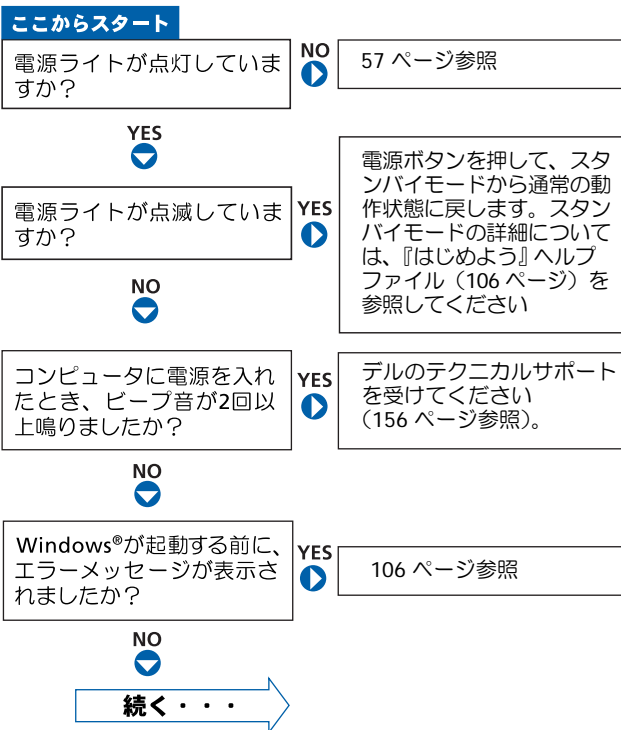 ここからスタート
電源ライトが点灯していま
すか？
NO
57 ページ参照
YES
電源ライトが点滅していま
すか？
YES
電源ボタンを押して、スタ
ンバイモードから通常の動
作状態に戻します。スタン
バイモードの詳細について
は、『はじめよう』ヘルプ
ファイル（106 ページ）を
参照してください
NO
コンピュータに電源を入れ
たとき、ビープ音が2回以
上鳴りましたか？
YES
デルのテクニカルサポート
を受けてください
（156 ページ参照）。
NO
Windows®が起動する前に、
エラーメッセージが表示さ
れましたか？
YES
106 ページ参照
NO
続く・・・